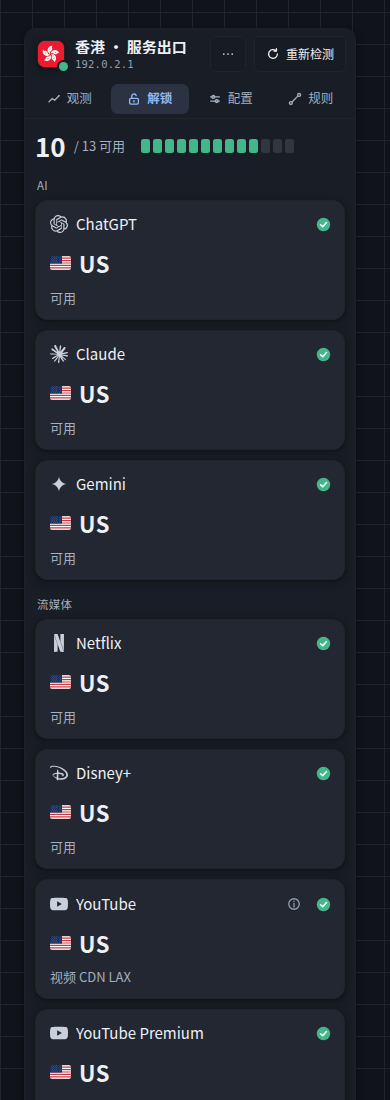 香港 · 服务出口
192.0.2.1
···
重新检测
观测
解锁
配置
规则
10 / 13 可用
AI
ChatGPT
US
可用
Claude
US
可用
Gemini
US
可用
流媒体
Netflix
US
可用
Disney+
US
可用
YouTube
US
视频 CDN LAX
YouTube Premium
US